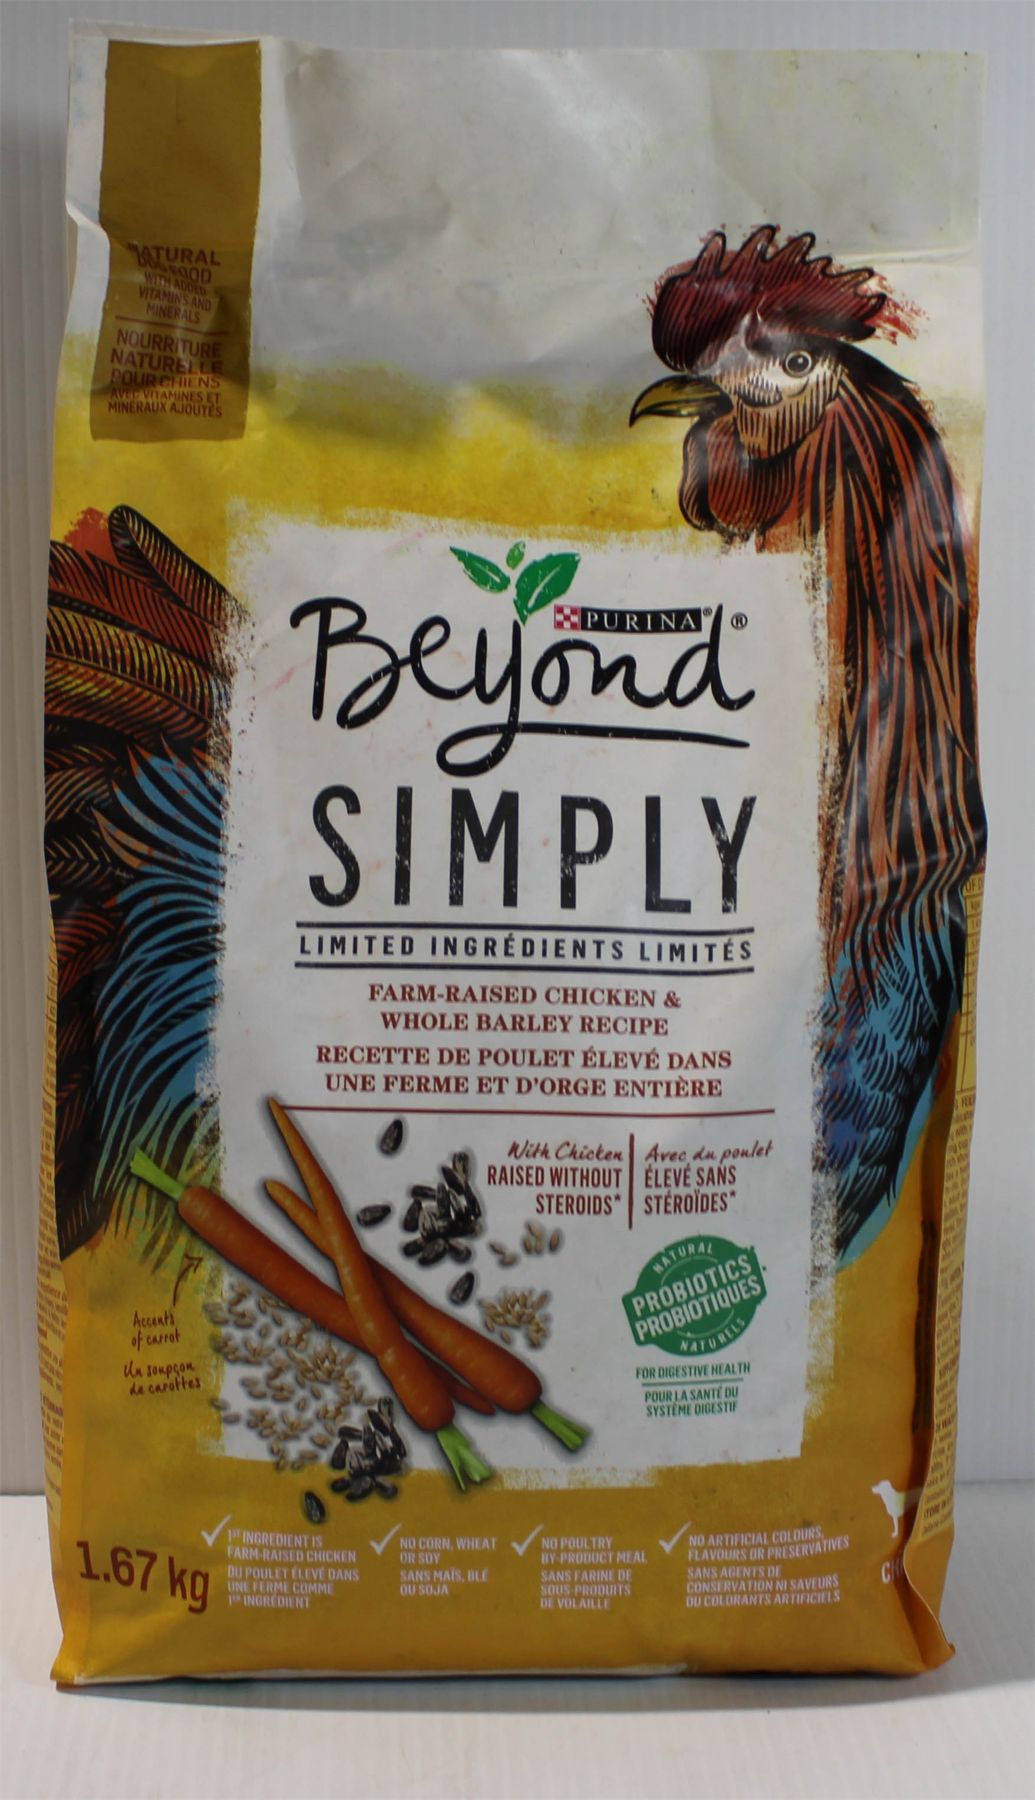 NATURAL
DOG FOOD
WITH ADDED
VITAMINS AND
MINERALS
NOURRITURE
NATURELLE
POUR CHIENS
AVEC VITAMINES ET
MINÉRAUX AJOUTÉS
PURINA®
Beyond®
SIMPLY
LIMITED INGRÉDIENTS LIMITÉS
FARM-RAISED CHICKEN &
WHOLE BARLEY RECIPE
RECETTE DE POULET ÉLEVÉ DANS
UNE FERME ET D'ORGE ENTIÈRE
With Chicken
RAISED WITHOUT
STEROIDS*
Avec du poulet
ÉLEVÉ SANS
STÉROÏDES*
NATURAL
PROBIOTICS
PROBIOTIQUES
NATURELS
FOR DIGESTIVE HEALTH
POUR LA SANTÉ DU
SYSTÈME DIGESTIF
Accents
of carrot
Un soupçon
de carottes
1.67 kg
1ST INGREDIENT IS
FARM-RAISED CHICKEN
DU POULET ÉLEVÉ DANS
UNE FERME COMME
1ER INGRÉDIENT
NO CORN, WHEAT
OR SOY
SANS MAÏS, BLÉ
OU SOJA
NO POULTRY
BY-PRODUCT MEAL
SANS FARINE DE
SOUS-PRODUITS
DE VOLAILLE
NO ARTIFICIAL COLOURS,
FLAVOURS OR PRESERVATIVES
SANS AGENTS DE
CONSERVATION NI SAVEURS
OU COLORANTS ARTIFICIELS